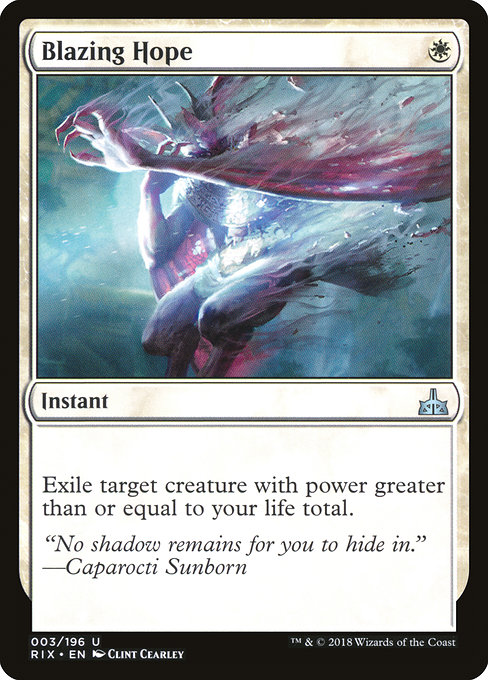 Blazing Hope
Instant
Exile target creature with power greater
than or equal to your life total.
“No shadow remains for you to hide in.”
—Caparocti Sunborn
003/196 U
RIX • EN Clint Cearley
™ & © 2018 Wizards of the Coast